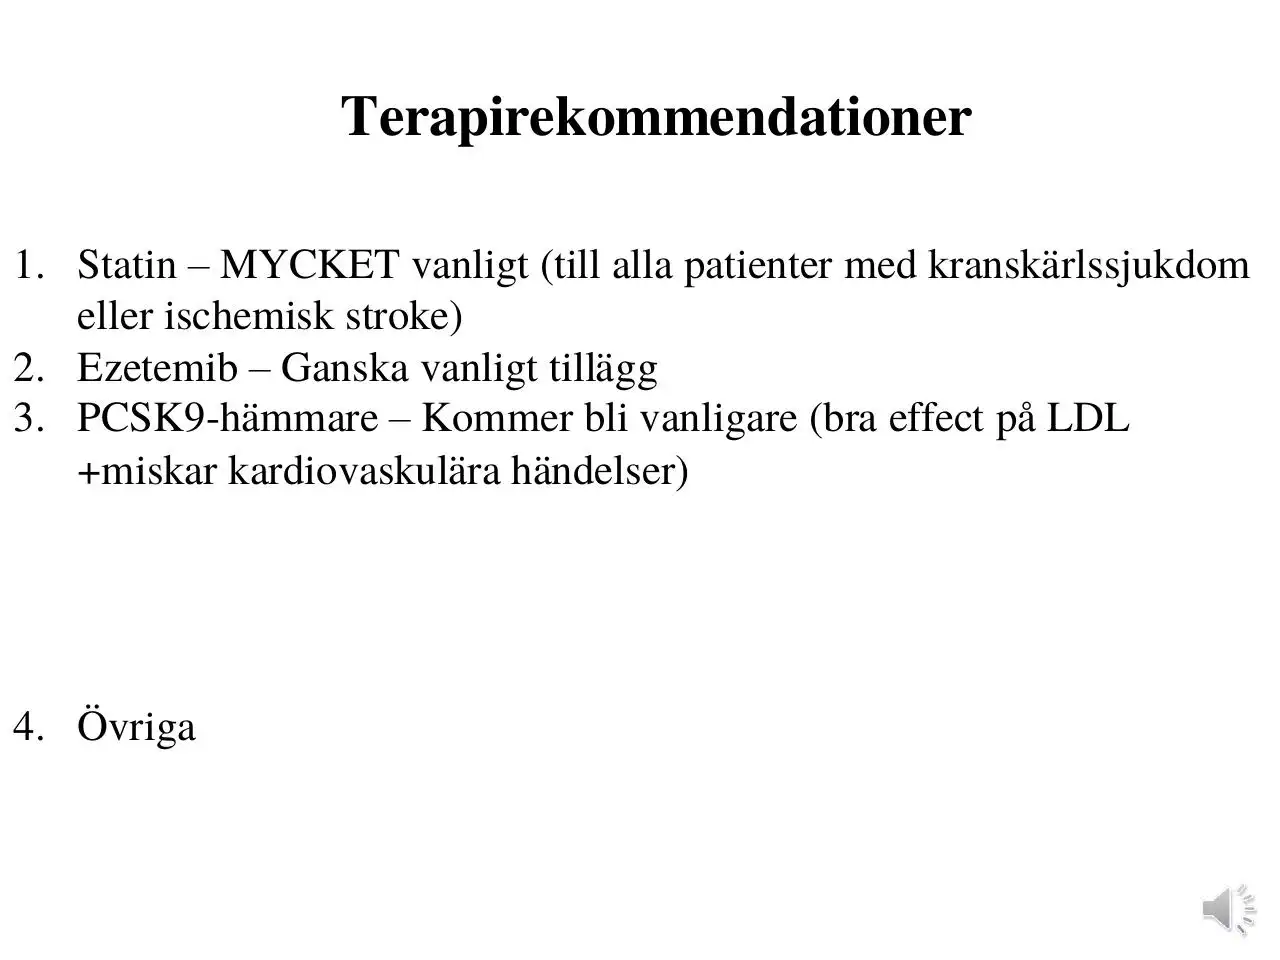 Terapirekommendationer
1. Statin – MYCKET vanligt (till alla patienter med kranskärlssjukdom
eller ischemisk stroke)
2. Ezetemib – Ganska vanligt tillägg
3. PCSK9-hämmare – Kommer bli vanligare (bra effect på LDL
+miskar kardiovaskulära händelser)
4. Övriga